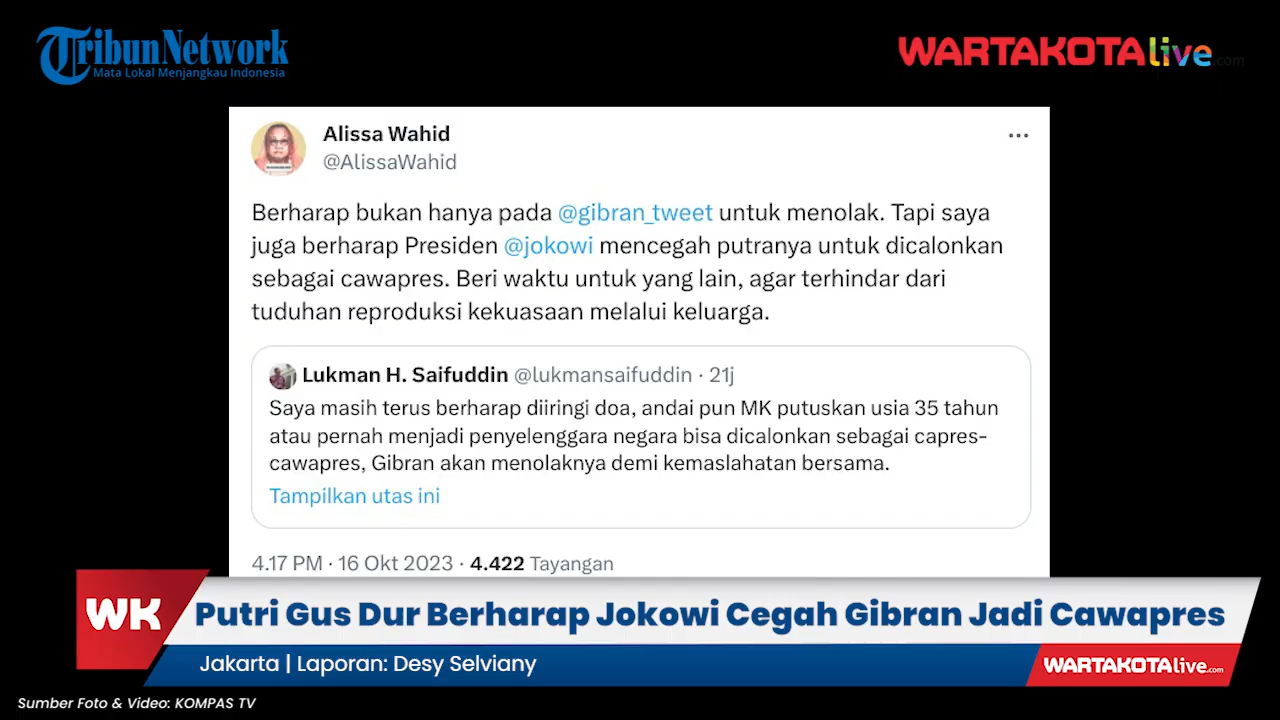 Tribun Network
Mata Lokal Menjangkau Indonesia
WARTAKOTAlive.com
Alissa Wahid
@AlissaWahid
Berharap bukan hanya pada @gibran_tweet untuk menolak. Tapi saya
juga berharap Presiden @jokowi mencegah putranya untuk dicalonkan
sebagai cawapres. Beri waktu untuk yang lain, agar terhindar dari
tuduhan reproduksi kekuasaan melalui keluarga.
Lukman H. Saifuddin @lukmansaifuddin · 21j
Saya masih terus berharap diiringi doa, andai pun MK putuskan usia 35 tahun
atau pernah menjadi penyelenggara negara bisa dicalonkan sebagai capres-
cawapres, Gibran akan menolaknya demi kemaslahatan bersama.
Tampilkan utas ini
4.17 PM · 16 Okt 2023 · 4.422 Tayangan
WK
Putri Gus Dur Berharap Jokowi Cegah Gibran Jadi Cawapres
Jakarta | Laporan: Desy Selviany
WARTAKOTAlive.com
Sumber Foto & Video: KOMPAS TV